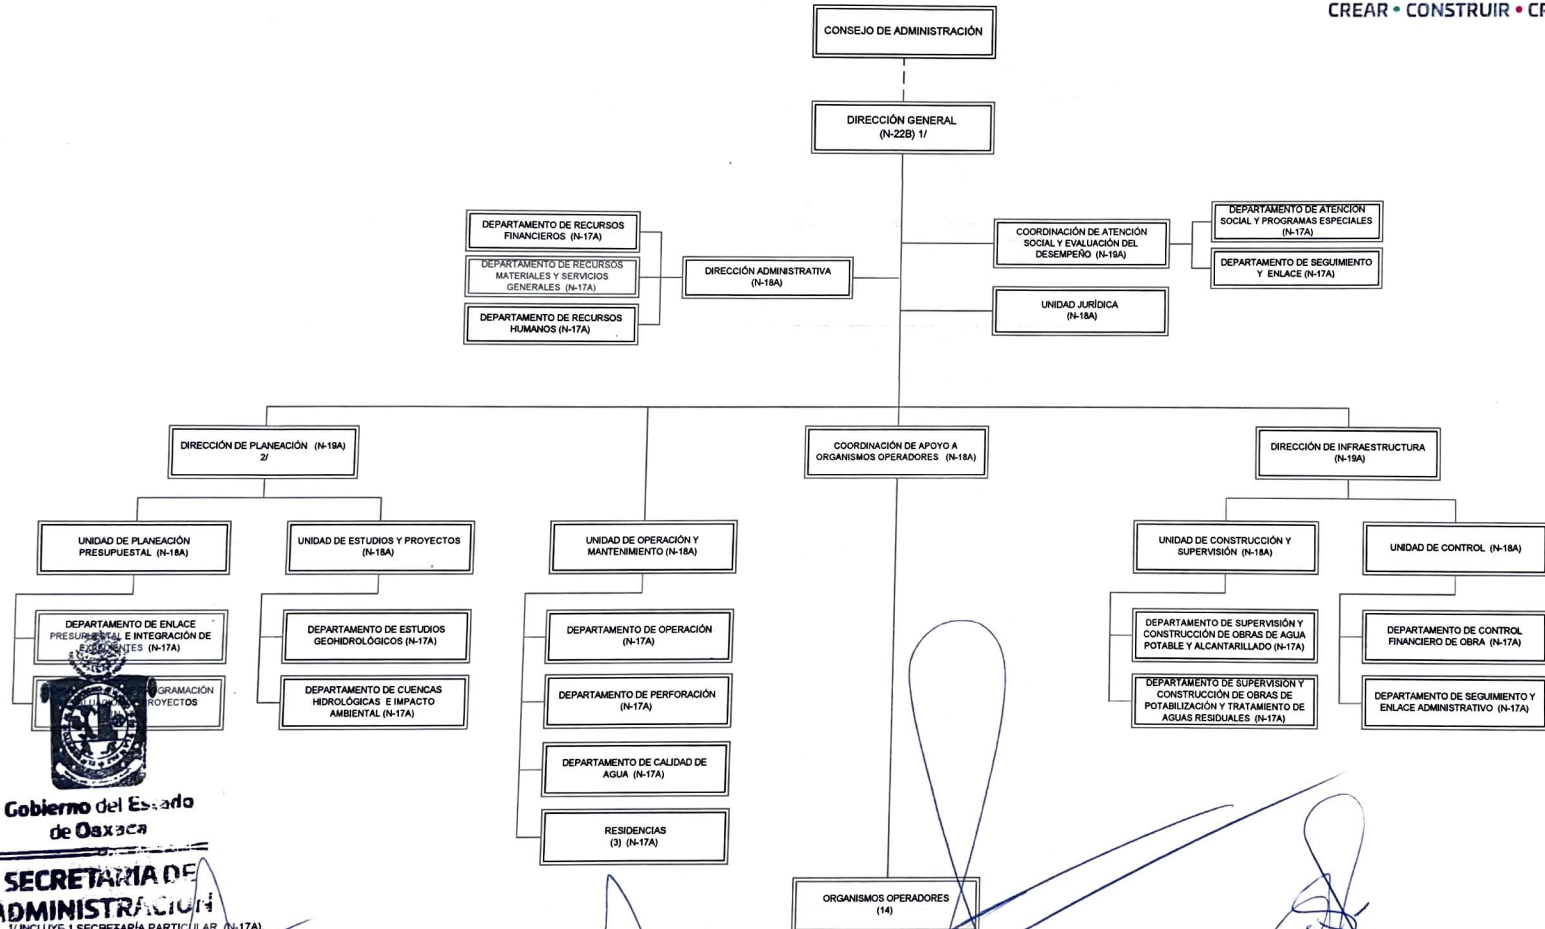 CREAR • CONSTRUIR •
CONSEJO DE ADMINISTRACIÓN
DIRECCIÓN GENERAL
(N-22B) 1/
DEPARTAMENTO DE RECURSOS
FINANCIEROS (N-17A)
DEPARTAMENTO DE RECURSOS
MATERIALES Y SERVICIOS
GENERALES (N-17A)
DEPARTAMENTO DE RECURSOS
HUMANOS (N-17A)
DIRECCIÓN ADMINISTRATIVA
(N-18A)
COORDINACIÓN DE ATENCIÓN
SOCIAL Y EVALUACIÓN DEL
DESEMPEÑO (N-19A)
DEPARTAMENTO DE ATENCIÓN
SOCIAL Y PROGRAMAS ESPECIALES
(N-17A)
DEPARTAMENTO DE SEGUIMIENTO
Y ENLACE (N-17A)
UNIDAD JURÍDICA
(N-18A)
DIRECCIÓN DE PLANEACIÓN (N-19A)
2/
COORDINACIÓN DE APOYO A
ORGANISMOS OPERADORES (N-18A)
DIRECCIÓN DE INFRAESTRUCTURA
(N-19A)
UNIDAD DE PLANEACIÓN
PRESUPUESTAL (N-18A)
UNIDAD DE ESTUDIOS Y PROYECTOS
(N-18A)
UNIDAD DE OPERACIÓN Y
MANTENIMIENTO (N-18A)
UNIDAD DE CONSTRUCCIÓN Y
SUPERVISIÓN (N-18A)
UNIDAD DE CONTROL (N-18A)
DEPARTAMENTO DE ENLACE
E INTEGRACIÓN DE
(N-17A)
PROYECTOS
DEPARTAMENTO DE ESTUDIOS
GEOHIDROLÓGICOS (N-17A)
DEPARTAMENTO DE CUENCAS
HIDROLÓGICAS E IMPACTO
AMBIENTAL (N-17A)
DEPARTAMENTO DE OPERACIÓN
(N-17A)
DEPARTAMENTO DE PERFORACIÓN
(N-17A)
DEPARTAMENTO DE CALIDAD DE
AGUA (N-17A)
RESIDENCIAS
(3) (N-17A)
DEPARTAMENTO DE SUPERVISIÓN Y
CONSTRUCCIÓN DE OBRAS DE AGUA
POTABLE Y ALCANTARILLADO (N-17A)
DEPARTAMENTO DE SUPERVISIÓN Y
CONSTRUCCIÓN DE OBRAS DE
POTABILIZACIÓN Y TRATAMIENTO DE
AGUAS RESIDUALES (N-17A)
DEPARTAMENTO DE CONTROL
FINANCIERO DE OBRA (N-17A)
DEPARTAMENTO DE SEGUIMIENTO Y
ENLACE ADMINISTRATIVO (N-17A)
ORGANISMOS OPERADORES
(14)
Gobierno del Estado
de Oaxaca
SECRETARÍA DE
ADMINISTRACIÓN
1/ INCLUYE 1 SECRETARÍA PARTICULAR (N-17A)